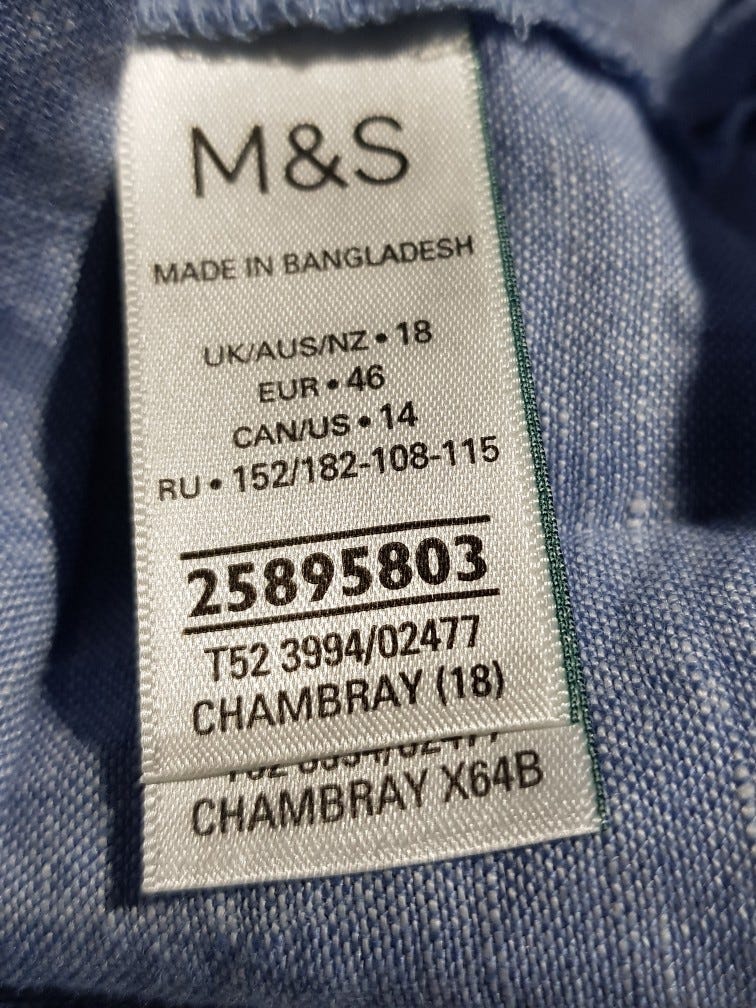 M&S
MADE IN BANGLADESH
UK/AUS/NZ • 18
EUR • 46
CAN/US • 14
RU • 152/182-108-115
25895803
T52 3994/02477
CHAMBRAY (18)
CHAMBRAY X64B